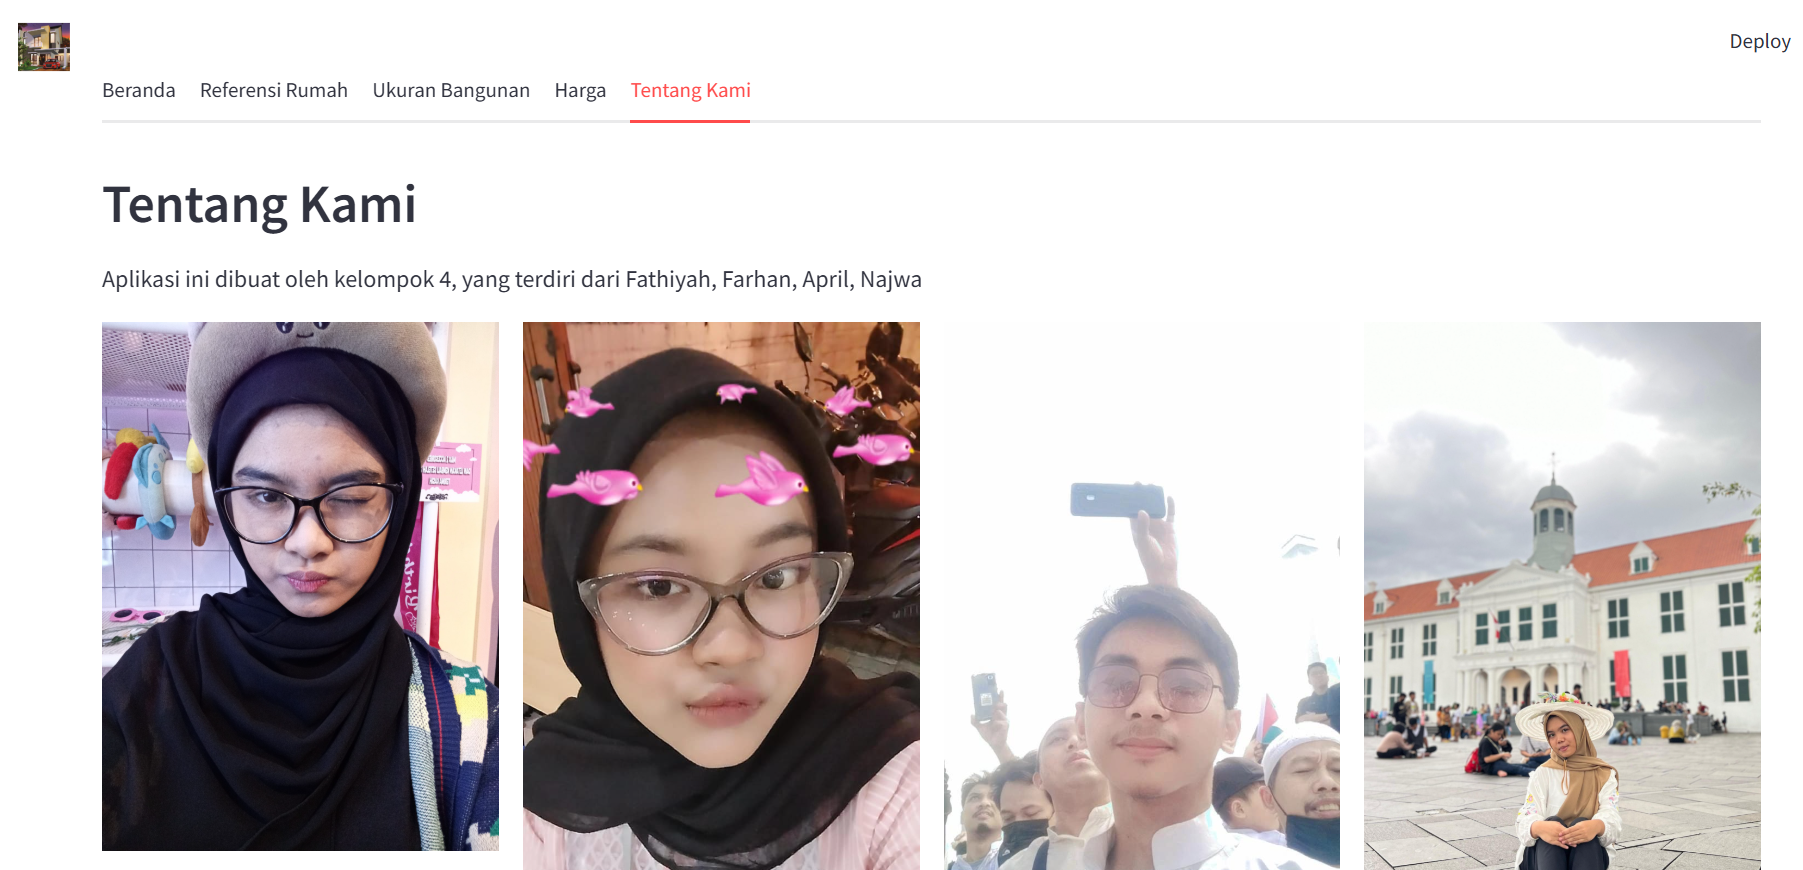 Deploy
Beranda Referensi Rumah Ukuran Bangunan Harga Tentang Kami
Tentang Kami
Aplikasi ini dibuat oleh kelompok 4, yang terdiri dari Fathiyah, Farhan, April, Najwa